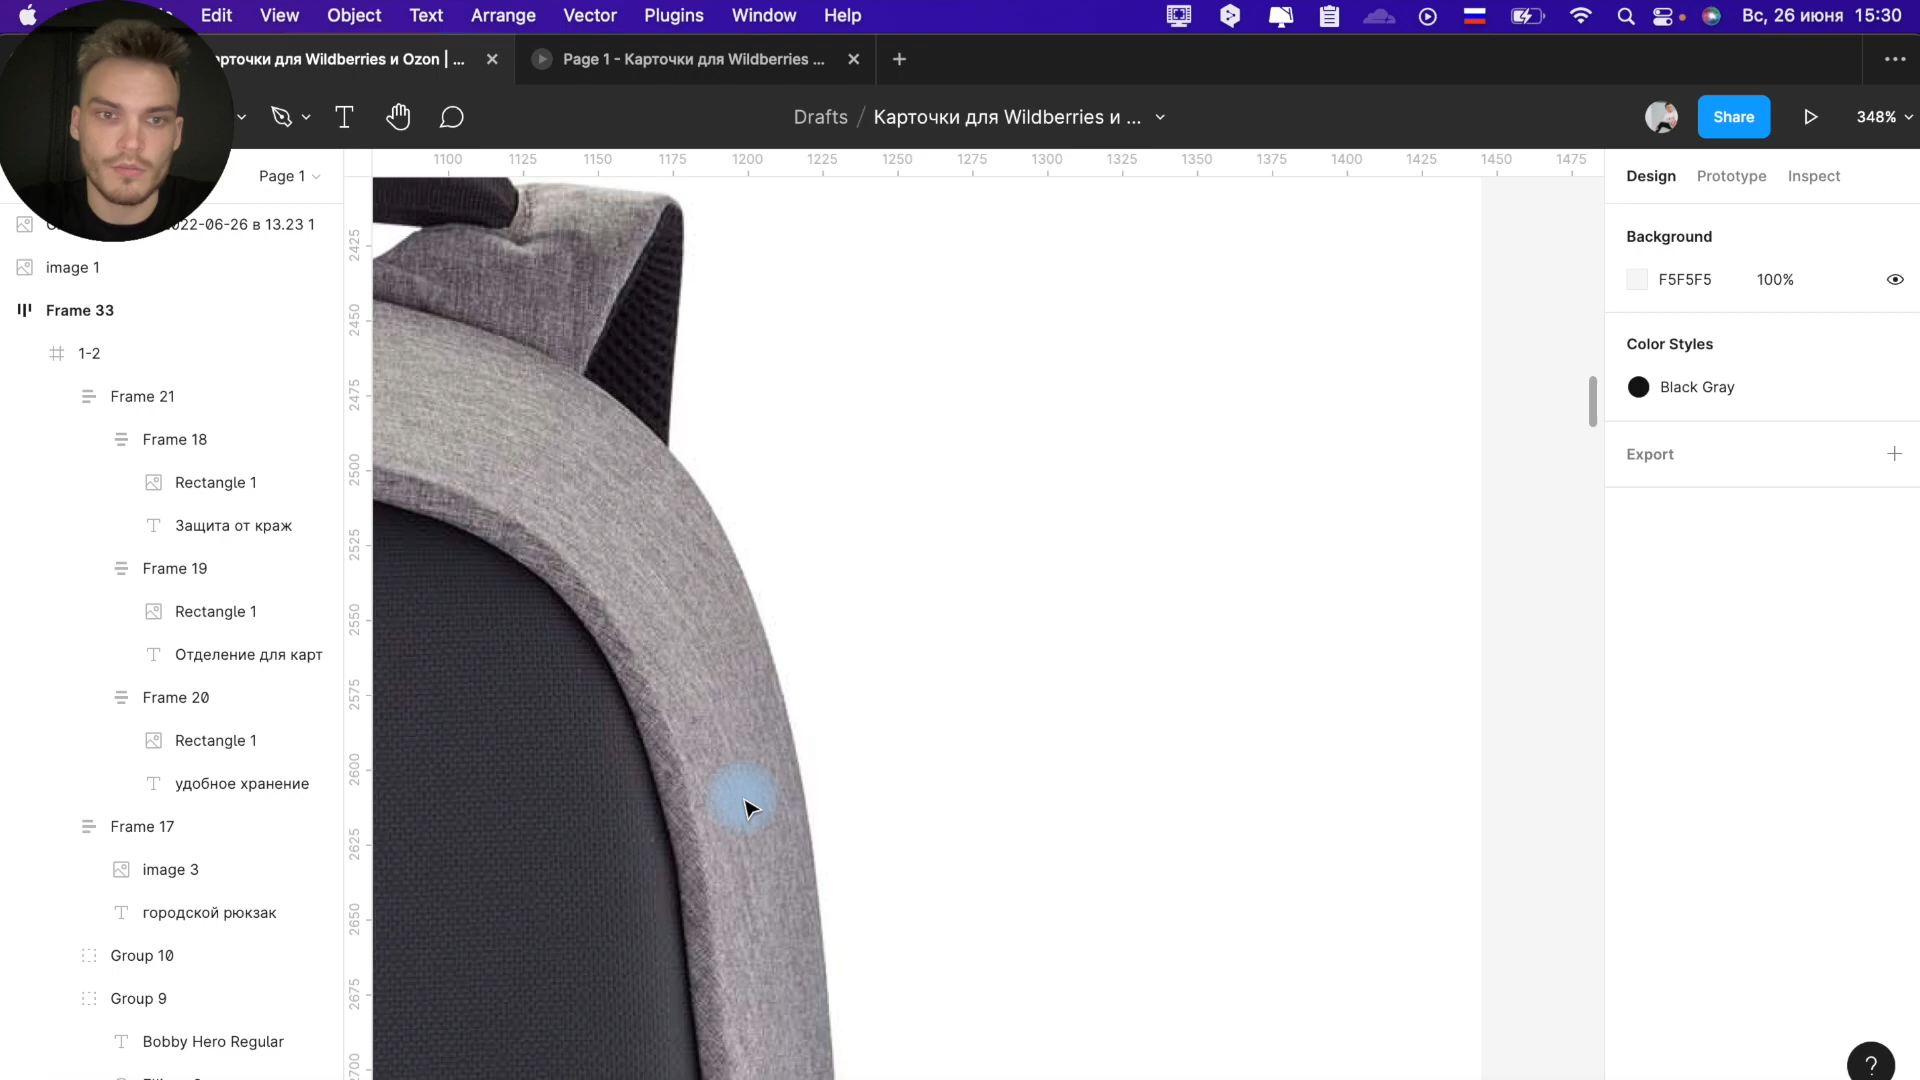 Edit View Object Text Arrange Vector Plugins Window Help Вс, 26 июня 15:30
рточки для Wildberries и Ozon | ...
Page 1 - Карточки для Wildberries ...
Drafts / Карточки для Wildberries и ...
Share
348%
Page 1
022-06-26 в 13.23 1
image 1
Frame 33
1-2
Frame 21
Frame 18
Rectangle 1
Защита от краж
Frame 19
Rectangle 1
Отделение для карт
Frame 20
Rectangle 1
удобное хранение
Frame 17
image 3
городской рюкзак
Group 10
Group 9
Bobby Hero Regular
1100 1125 1150 1175 1200 1225 1250 1275 1300 1325 1350 1375 1400 1425 1450 1475
2425
2450
2475
2500
2525
2550
2575
2600
2625
2650
2675
2700
Design Prototype Inspect
Background
F5F5F5 100%
Color Styles
Black Gray
Export
?